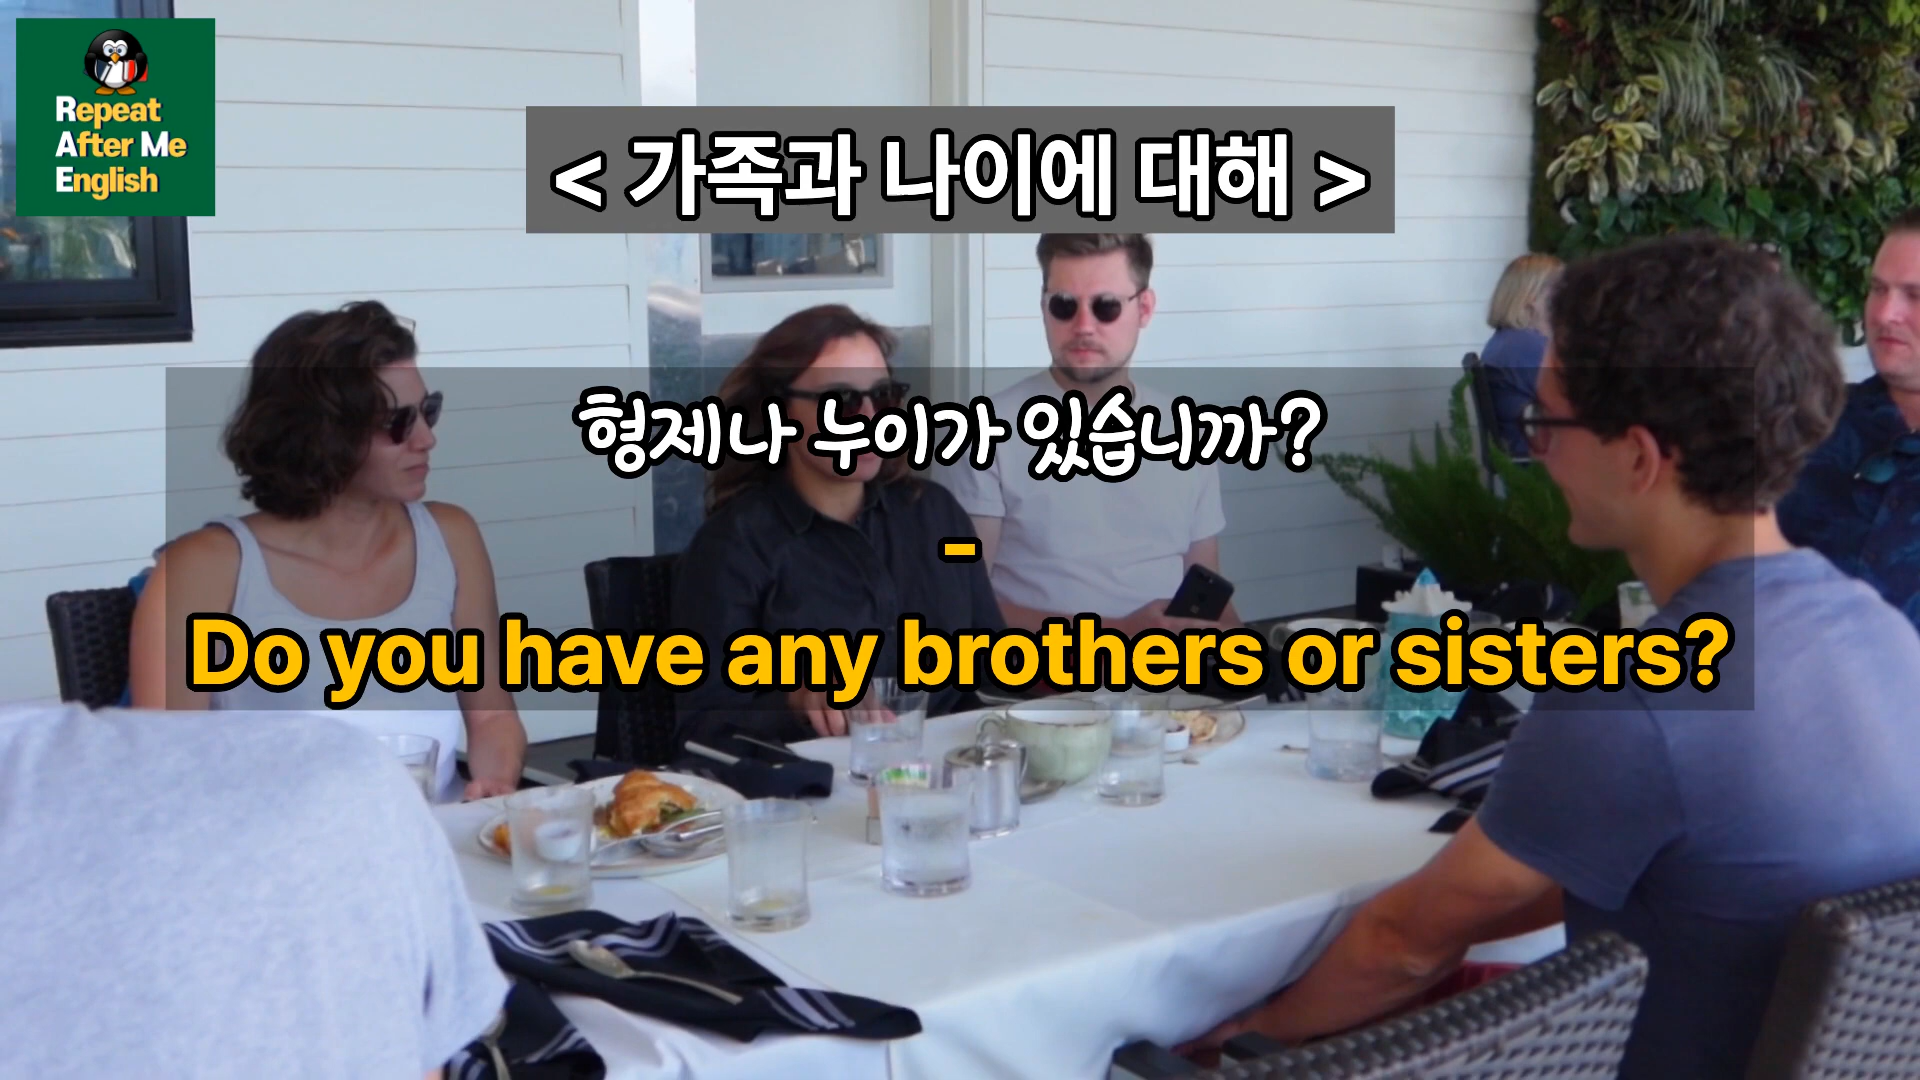 Repeat
After Me
English
< 가족과 나이에 대해 >
형제나 누이가 있습니까?
-
Do you have any brothers or sisters?